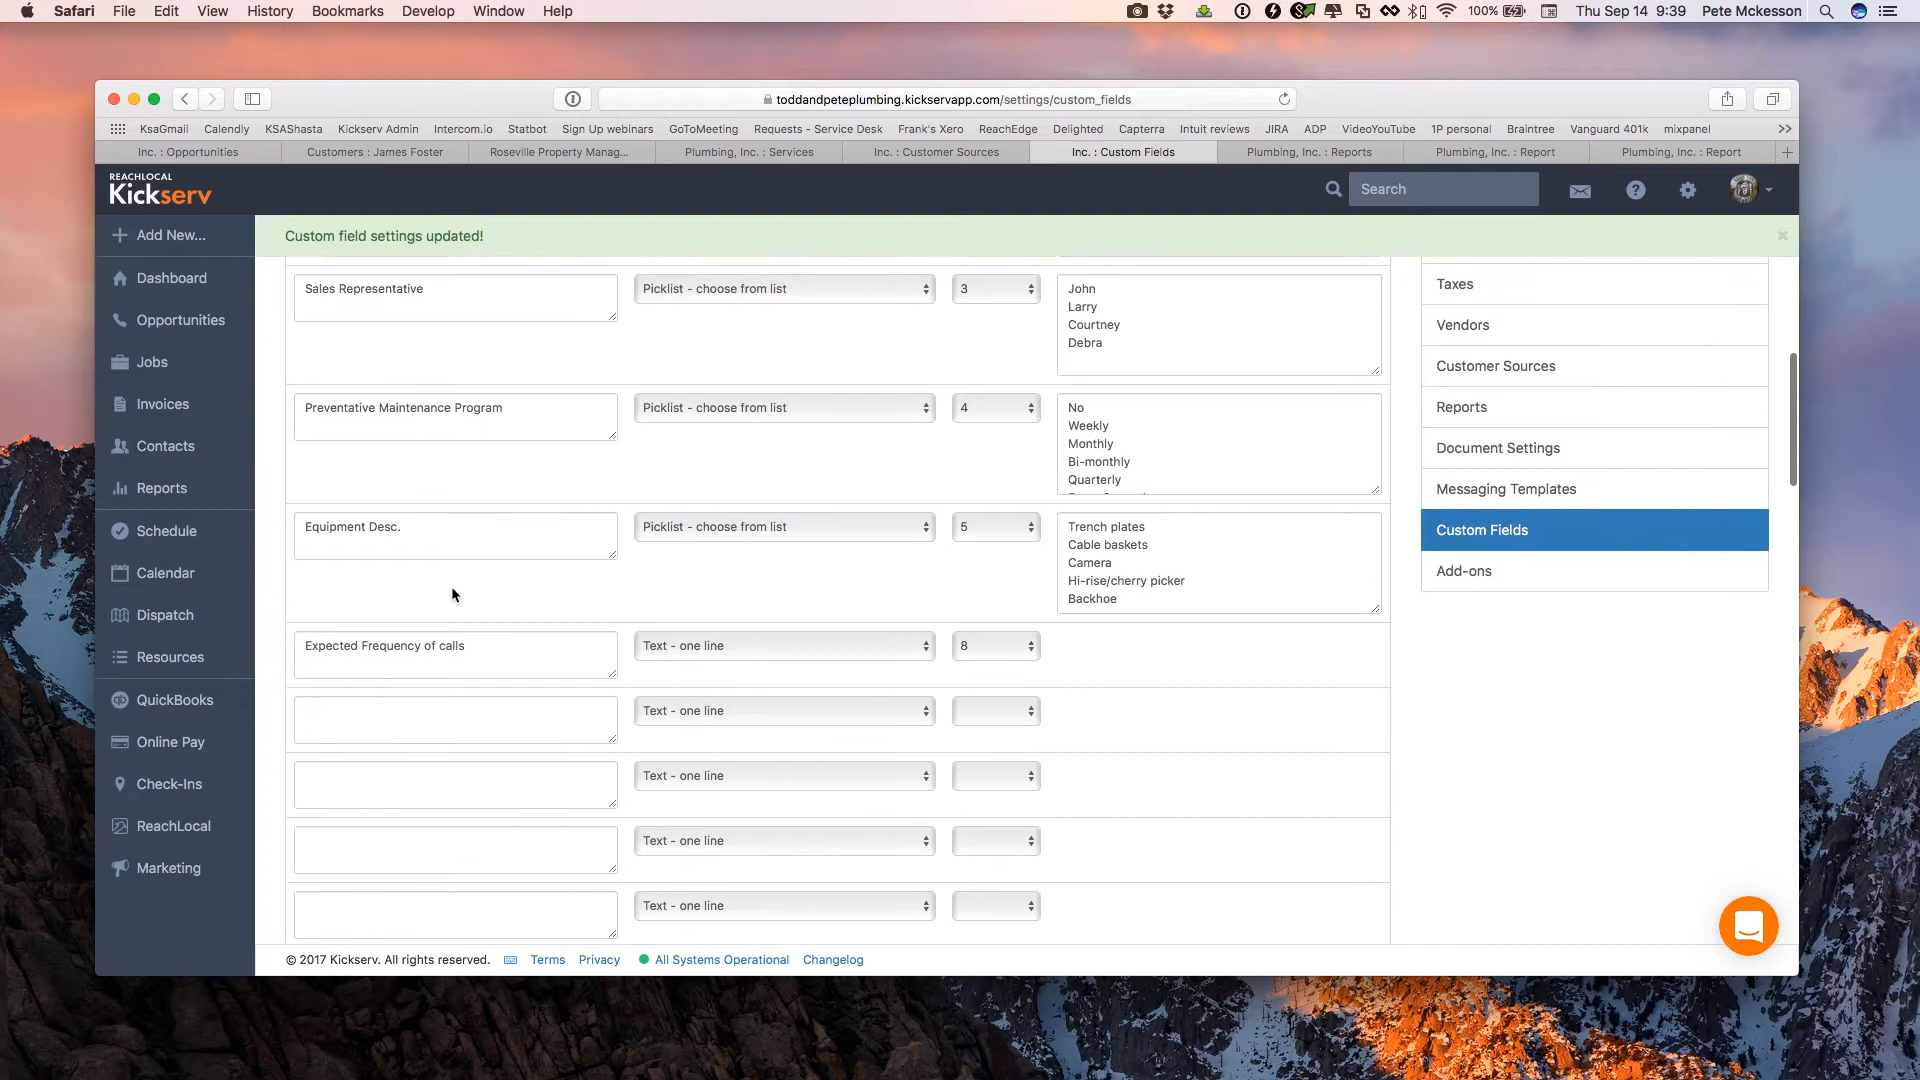 Safari File Edit View History Bookmarks Develop Window Help 100% Thu Sep 14 9:39 Pete Mckesson
toddandpeteplumbing.kickservapp.com/settings/custom_fields
KsaGmail Calendly KSAShasta Kickserv Admin Intercom.io Statbot Sign Up webinars GoToMeeting Requests - Service Desk Frank's Xero ReachEdge Delighted Capterra Intuit reviews JIRA ADP VideoYouTube 1P personal Braintree Vanguard 401k mixpanel >>
Inc. : Opportunities Customers : James Foster Roseville Property Manag... Plumbing, Inc. : Services Inc. : Customer Sources Inc. : Custom Fields Plumbing, Inc. : Reports Plumbing, Inc. : Report Plumbing, Inc. : Report
REACHLOCAL
Kickserv
Search
Add New...
Dashboard
Opportunities
Jobs
Invoices
Contacts
Reports
Schedule
Calendar
Dispatch
Resources
QuickBooks
Online Pay
Check-Ins
ReachLocal
Marketing
Custom field settings updated!
Sales Representative Picklist - choose from list 3
John
Larry
Courtney
Debra
Preventative Maintenance Program Picklist - choose from list 4
No
Weekly
Monthly
Bi-monthly
Quarterly
Equipment Desc. Picklist - choose from list 5
Trench plates
Cable baskets
Camera
Hi-rise/cherry picker
Backhoe
Expected Frequency of calls Text - one line 8
Text - one line
Text - one line
Text - one line
Text - one line
Taxes
Vendors
Customer Sources
Reports
Document Settings
Messaging Templates
Custom Fields
Add-ons
© 2017 Kickserv. All rights reserved. Terms Privacy All Systems Operational Changelog